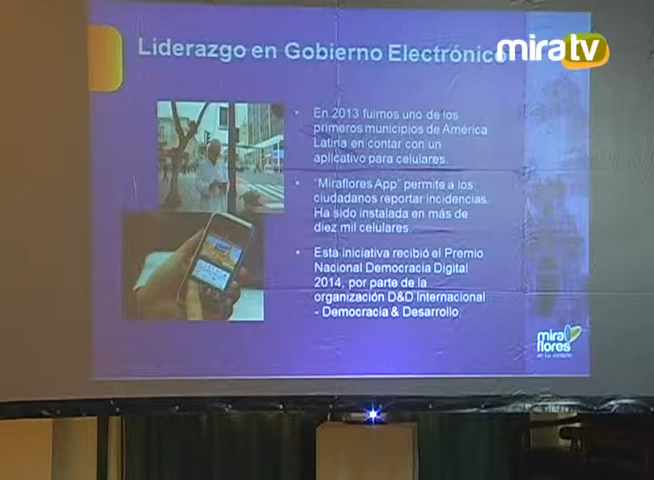 Liderazgo en Gobierno Electrónico
miratv
• En 2013 fuimos uno de los
primeros municipios de América
Latina en contar con un
aplicativo para celulares.
• "Miraflores App" permite a los
ciudadanos reportar incidencias.
Ha sido instalada en más de
diez mil celulares
• Esta iniciativa recibió el Premio
Nacional Democracia Digital
2014, por parte de la
organización D&D Internacional
- Democracia & Desarrollo
mira
flores